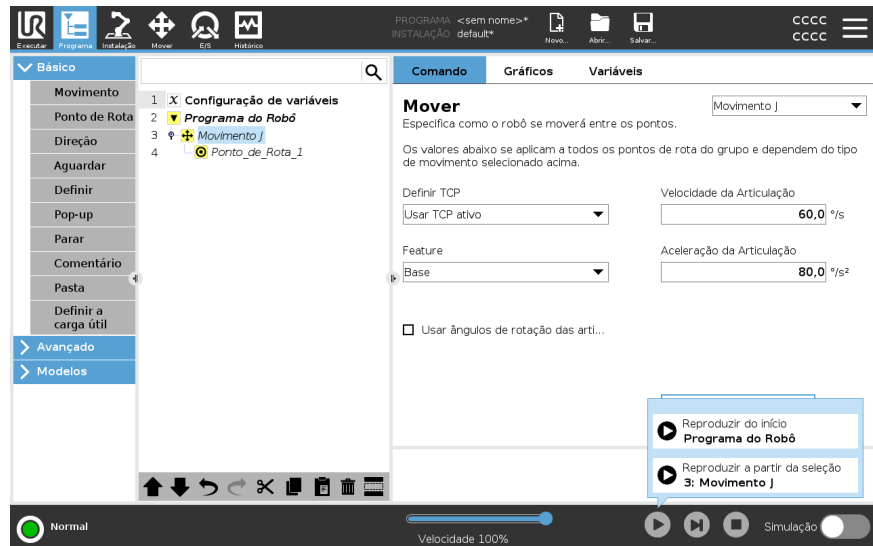 UR
Executar
Programa
Instalação
Mover
E/S
Histórico
PROGRAMA <sem nome>*
INSTALAÇÃO default*
Novo...
Abrir...
Salvar...
CCCC
CCCC
Básico
Movimento
Ponto de Rota
Direção
Aguardar
Definir
Pop-up
Parar
Comentário
Pasta
Definir a
carga útil
Avançado
Modelos
1 X Configuração de variáveis
2 Programa do Robô
3 Movimento J
4 Ponto_de_Rota_1
Comando
Gráficos
Variáveis
Mover
Movimento J
Especifica como o robô se moverá entre os pontos.
Os valores abaixo se aplicam a todos os pontos de rota do grupo e dependem do tipo
de movimento selecionado acima.
Definir TCP
Usar TCP ativo
Velocidade da Articulação
60,0 °/s
Feature
Base
Aceleração da Articulação
80,0 °/s²
Usar ângulos de rotação das arti...
Reproduzir do início
Programa do Robô
Reproduzir a partir da seleção
3: Movimento J
Normal
Velocidade 100%
Simulação